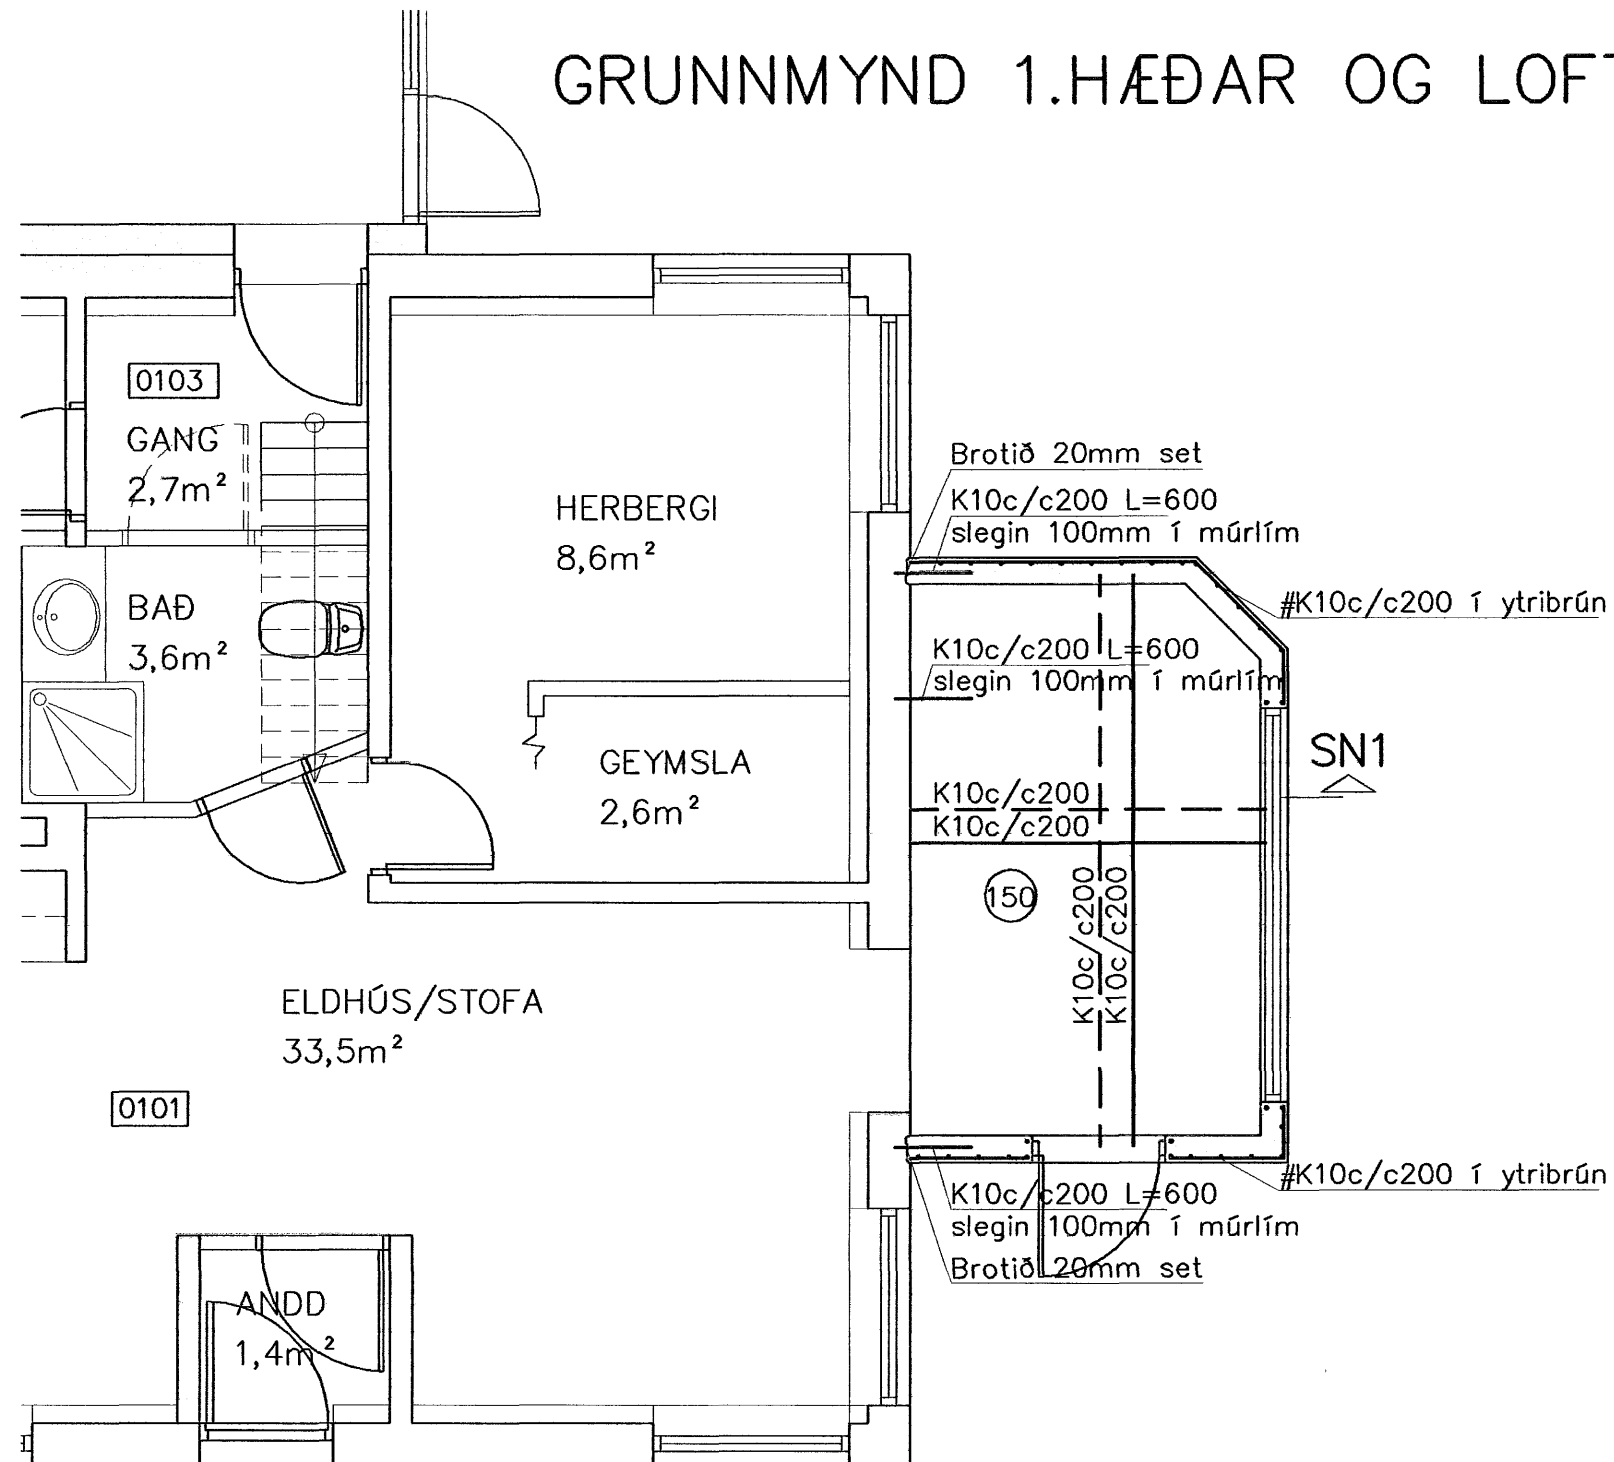 GRUNNMYND 1.HÆÐAR OG LOFT
0103
GANG
2,7m²
HERBERGI
8,6m²
BAÐ
3,6m²
GEYMSLA
2,6m²
ELDHÚS/STOFA
33,5m²
0101
ANDD
1,4m²
Brotið 20mm set
K10c/c200 L=600
slegin 100mm í múrlím
#K10c/c200 í ytribrún
K10c/c200 L=600
slegin 100mm í múrlím
SN1
K10c/c200
K10c/c200
150
K10c/c200
K10c/c200
#K10c/c200 í ytribrún
K10c/c200 L=600
slegin 100mm í múrlím
Brotið 20mm set